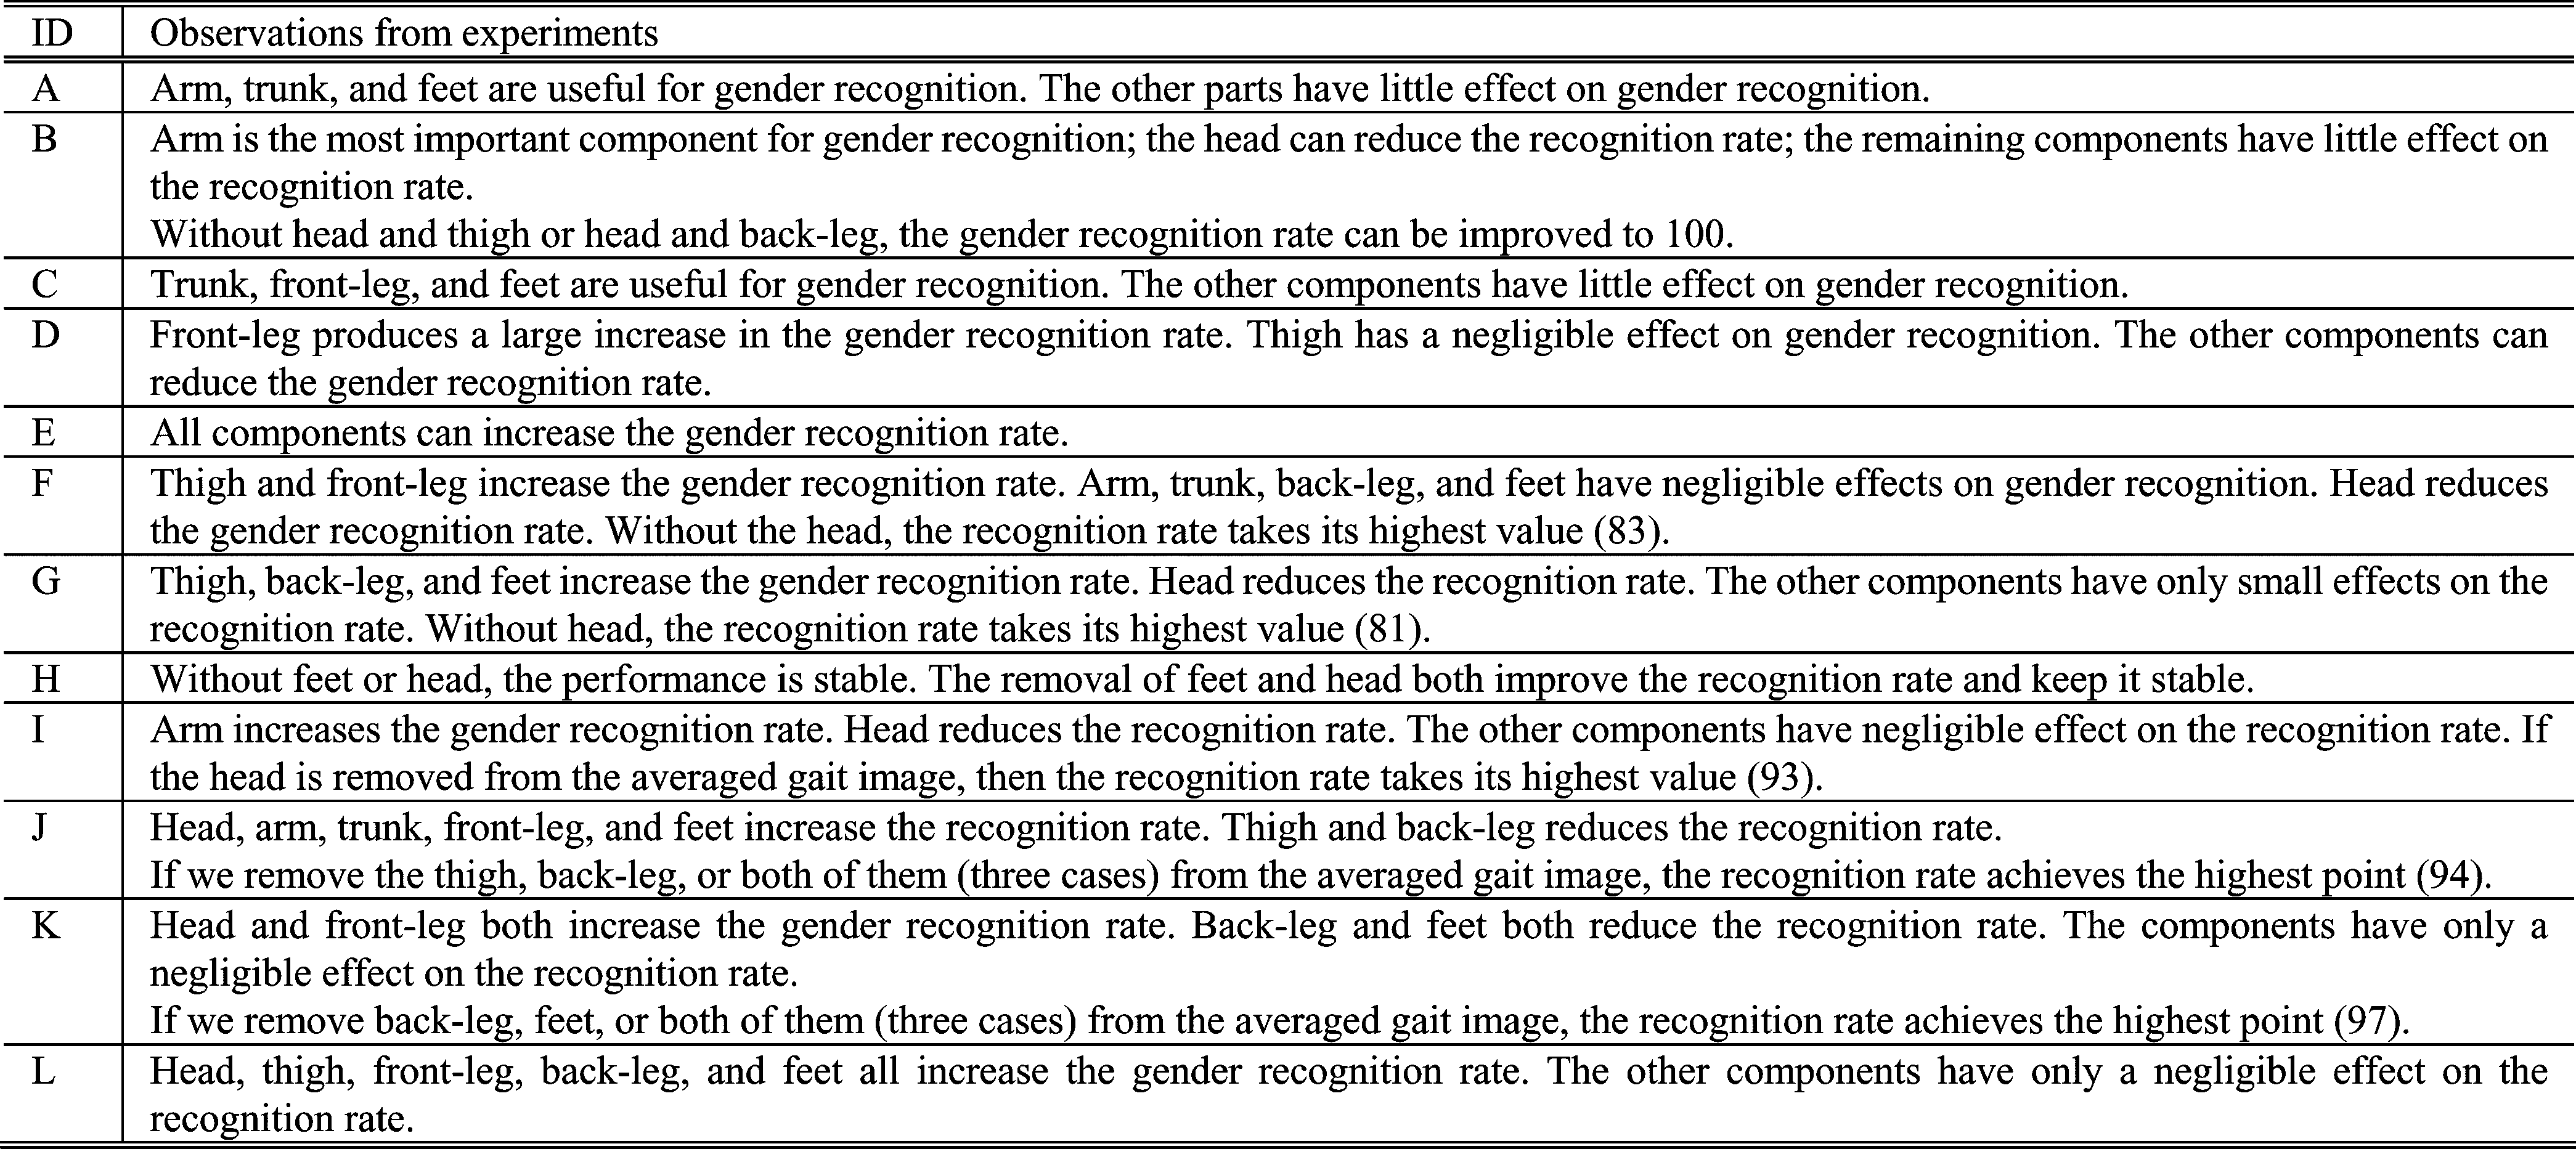 ID Observations from experiments
A Arm, trunk, and feet are useful for gender recognition. The other parts have little effect on gender recognition.
B Arm is the most important component for gender recognition; the head can reduce the recognition rate; the remaining components have little effect on
the recognition rate.
Without head and thigh or head and back-leg, the gender recognition rate can be improved to 100.
C Trunk, front-leg, and feet are useful for gender recognition. The other components have little effect on gender recognition.
D Front-leg produces a large increase in the gender recognition rate. Thigh has a negligible effect on gender recognition. The other components can
reduce the gender recognition rate.
E All components can increase the gender recognition rate.
F Thigh and front-leg increase the gender recognition rate. Arm, trunk, back-leg, and feet have negligible effects on gender recognition. Head reduces
the gender recognition rate. Without the head, the recognition rate takes its highest value (83).
G Thigh, back-leg, and feet increase the gender recognition rate. Head reduces the recognition rate. The other components have only small effects on the
recognition rate. Without head, the recognition rate takes its highest value (81).
H Without feet or head, the performance is stable. The removal of feet and head both improve the recognition rate and keep it stable.
I Arm increases the gender recognition rate. Head reduces the recognition rate. The other components have negligible effect on the recognition rate. If
the head is removed from the averaged gait image, then the recognition rate takes its highest value (93).
J Head, arm, trunk, front-leg, and feet increase the recognition rate. Thigh and back-leg reduces the recognition rate.
If we remove the thigh, back-leg, or both of them (three cases) from the averaged gait image, the recognition rate achieves the highest point (94).
K Head and front-leg both increase the gender recognition rate. Back-leg and feet both reduce the recognition rate. The components have only a
negligible effect on the recognition rate.
If we remove back-leg, feet, or both of them (three cases) from the averaged gait image, the recognition rate achieves the highest point (97).
L Head, thigh, front-leg, back-leg, and feet all increase the gender recognition rate. The other components have only a negligible effect on the
recognition rate.